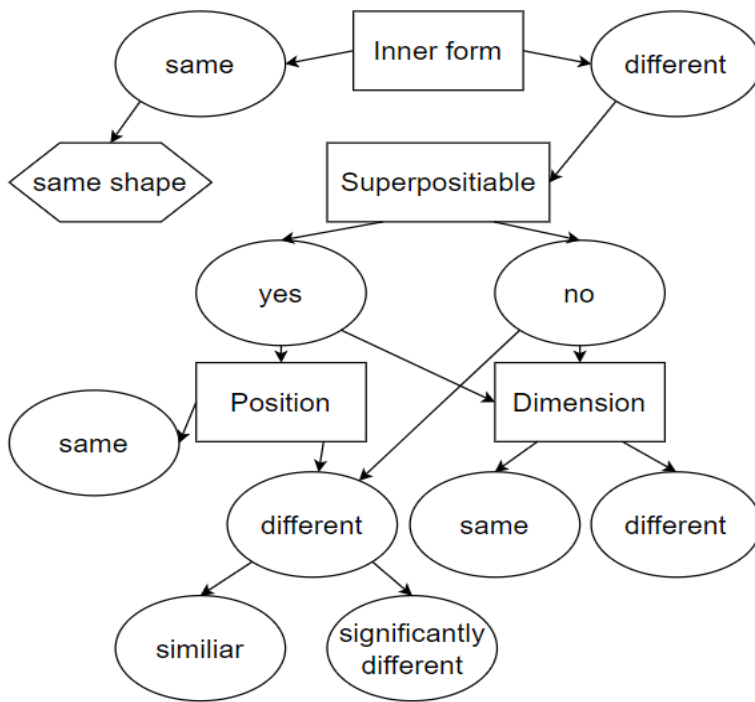 Inner form
same
different
same shape
Superpositiable
yes
no
Position
Dimension
same
different
same
different
similiar
significantly
different